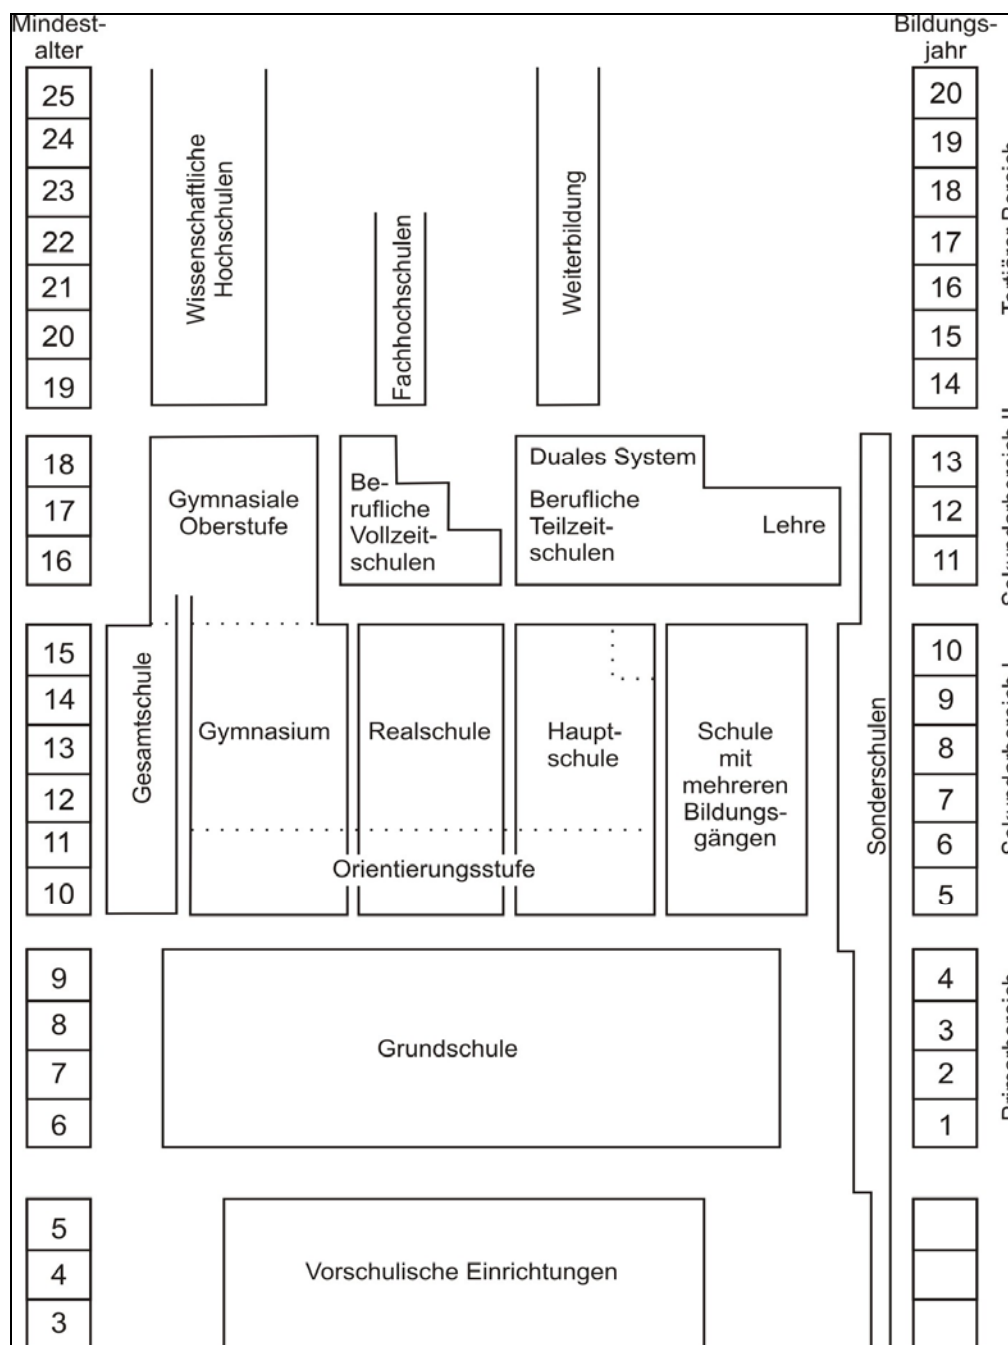 Mindest-
alter
Bildungs-
jahr
25
24
23
22
21
20
19
Wissenschaftliche
Hochschulen
Fachhochschulen
Weiterbildung
20
19
18
17
16
15
14
18
17
16
Gymnasiale
Oberstufe
Be-
rufliche
Vollzeit-
schulen
Duales System
Berufliche
Teilzeit-
schulen
Lehre
13
12
11
15
14
13
12
11
10
Gesamtschule
Gymnasium
Realschule
Haupt-
schule
Schule
mit
mehreren
Bildungs-
gängen
Orientierungsstufe
Sonderschulen
10
9
8
7
6
5
9
8
7
6
Grundschule
4
3
2
1
5
4
3
Vorschulische Einrichtungen